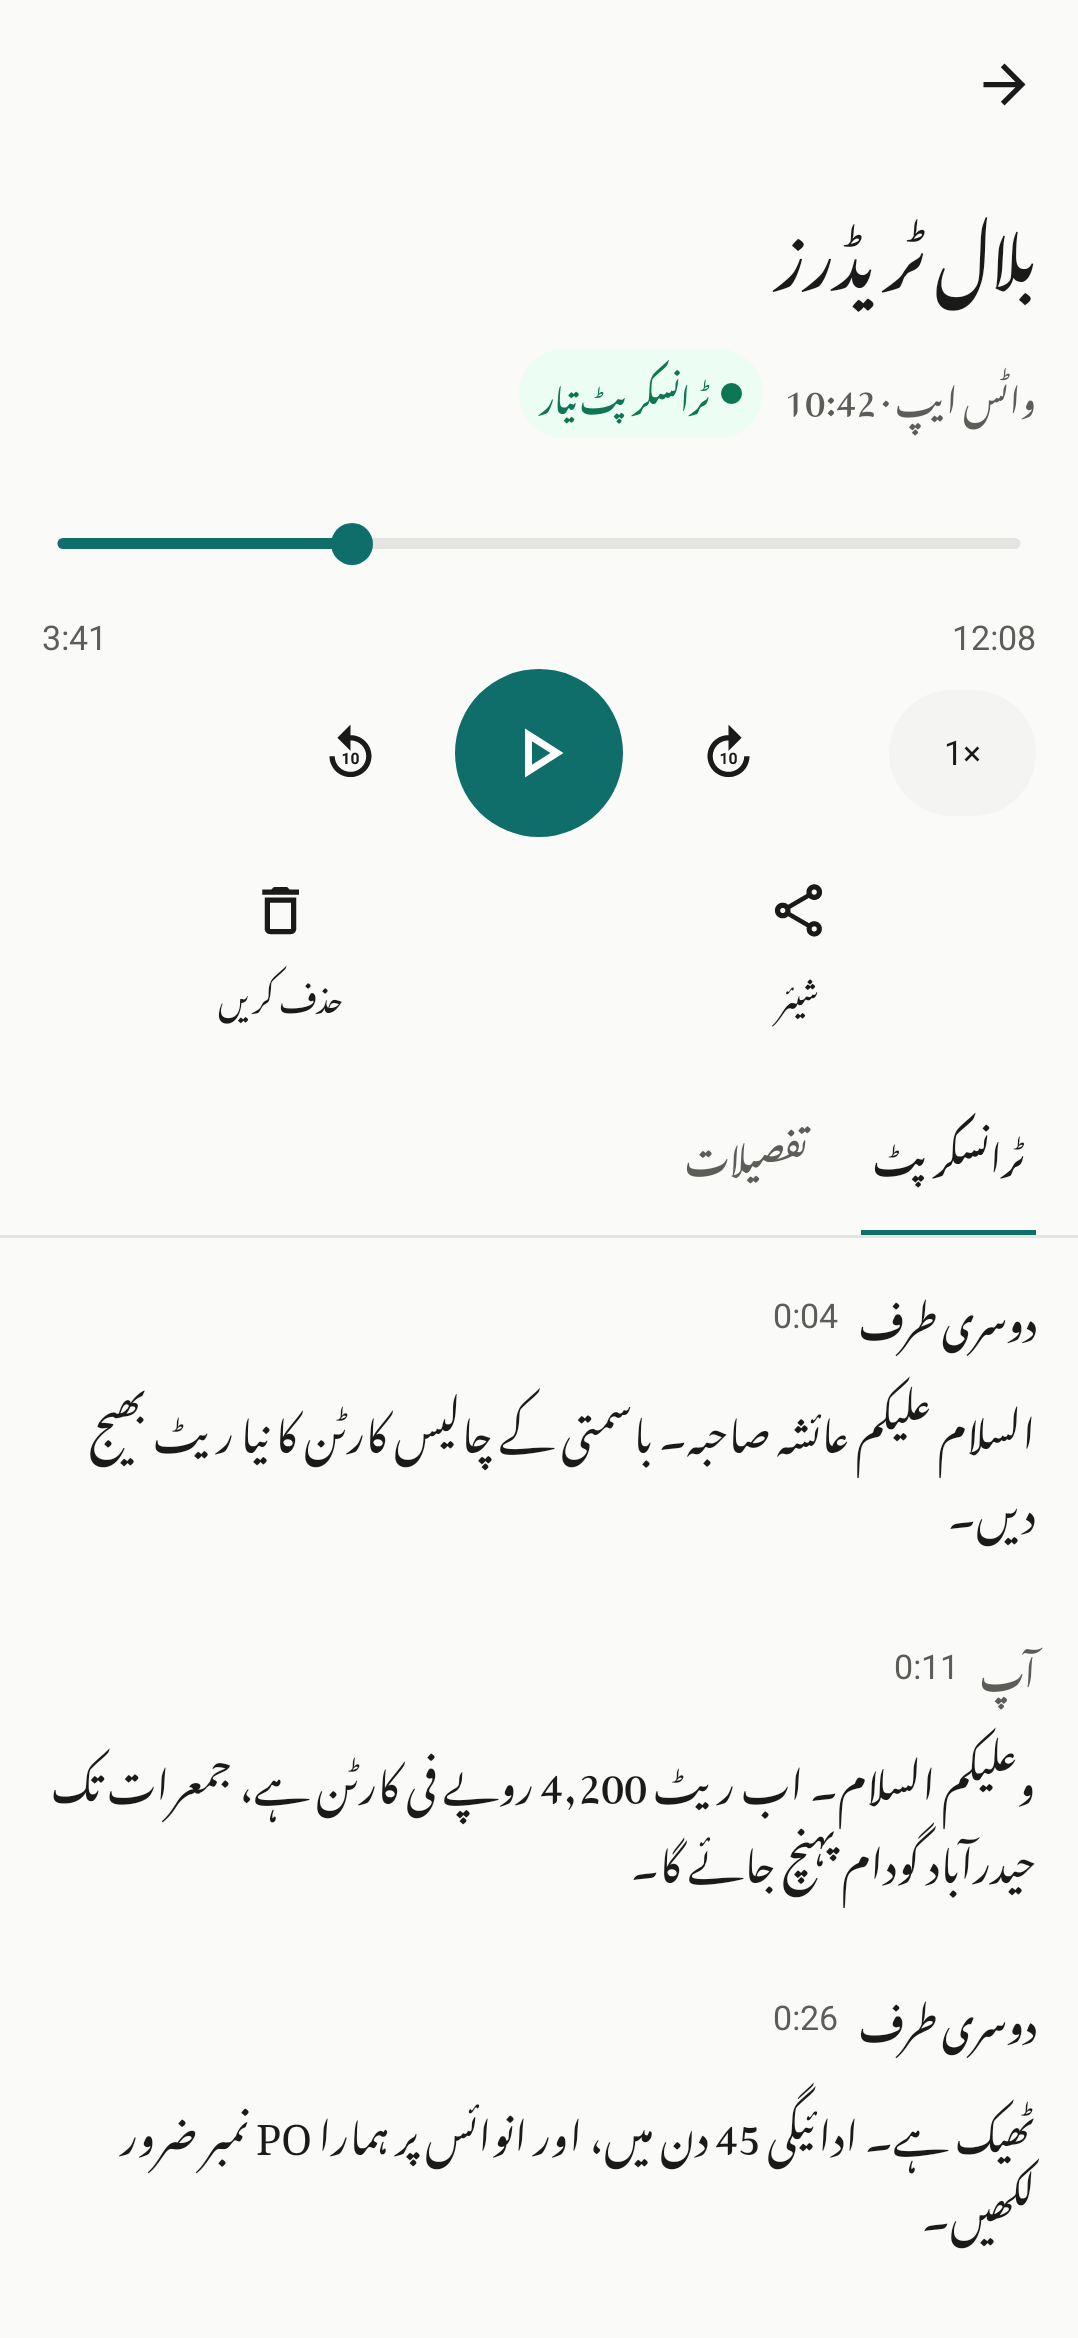 بلال ٹریڈرز
واٹس ایپ · 10:42
ٹرانسکرپٹ تیار
3:41
12:08
10
10
1×
شیئر
حذف کریں
ٹرانسکرپٹ
تفصیلات
دوسری طرف 0:04
السلام علیکم عائشہ صاحبہ۔ باسمتی کے چالیس کارٹن کا نیا ریٹ بھیج
دیں۔
آپ 0:11
وعلیکم السلام۔ اب ریٹ 4,200 روپے فی کارٹن ہے، جمعرات تک
حیدرآباد گودام پہنچ جائے گا۔
دوسری طرف 0:26
ٹھیک ہے۔ ادائیگی 45 دن میں، اور انوائس پر ہمارا PO نمبر ضرور
لکھیں۔